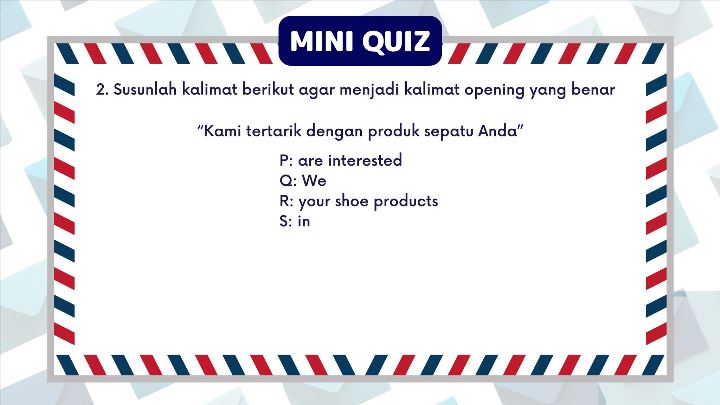 MINI QUIZ
2. Susunlah kalimat berikut agar menjadi kalimat opening yang benar
“Kami tertarik dengan produk sepatu Anda”
P: are interested
Q: We
R: your shoe products
S: in